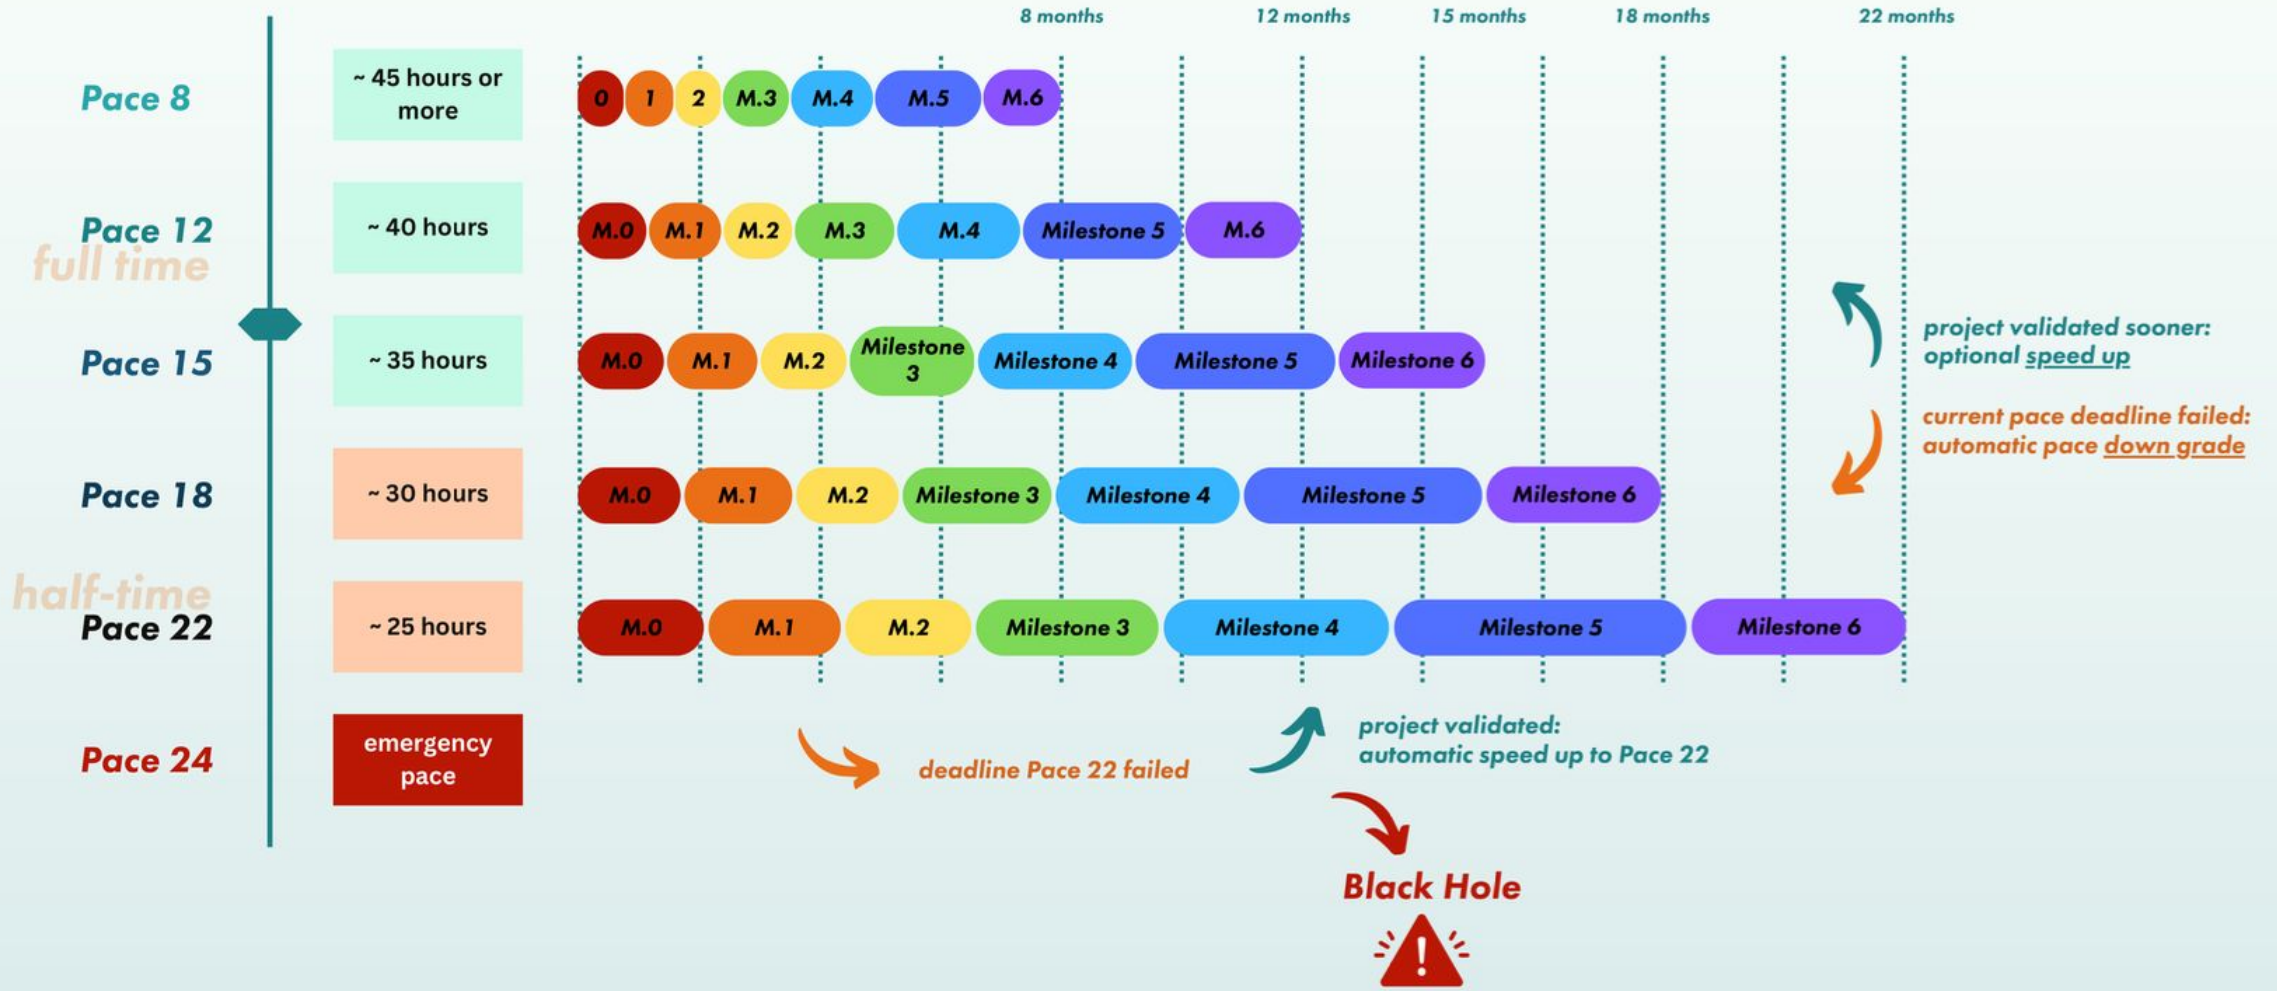 8 months 12 months 15 months 18 months 22 months
Pace 8
~ 45 hours or
more
0 1 2 M.3 M.4 M.5 M.6
Pace 12
full time
~ 40 hours
M.0 M.1 M.2 M.3 M.4 Milestone 5 M.6
Pace 15
~ 35 hours
M.0 M.1 M.2 Milestone
3
Milestone 4 Milestone 5 Milestone 6
project validated sooner:
optional speed up
current pace deadline failed:
automatic pace down grade
Pace 18
~ 30 hours
M.0 M.1 M.2 Milestone 3 Milestone 4 Milestone 5 Milestone 6
half-time
Pace 22
~ 25 hours
M.0 M.1 M.2 Milestone 3 Milestone 4 Milestone 5 Milestone 6
Pace 24
emergency
pace
deadline Pace 22 failed
project validated:
automatic speed up to Pace 22
Black Hole
!